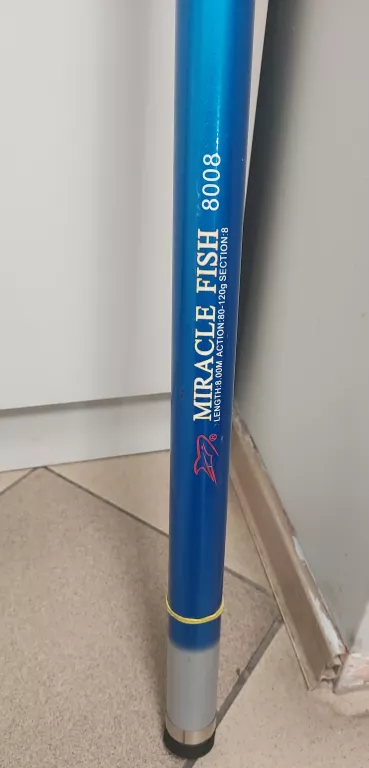 MIRACLE FISH 8008
LENGTH:8.00M ACTION:80-120g SECTION:8
®